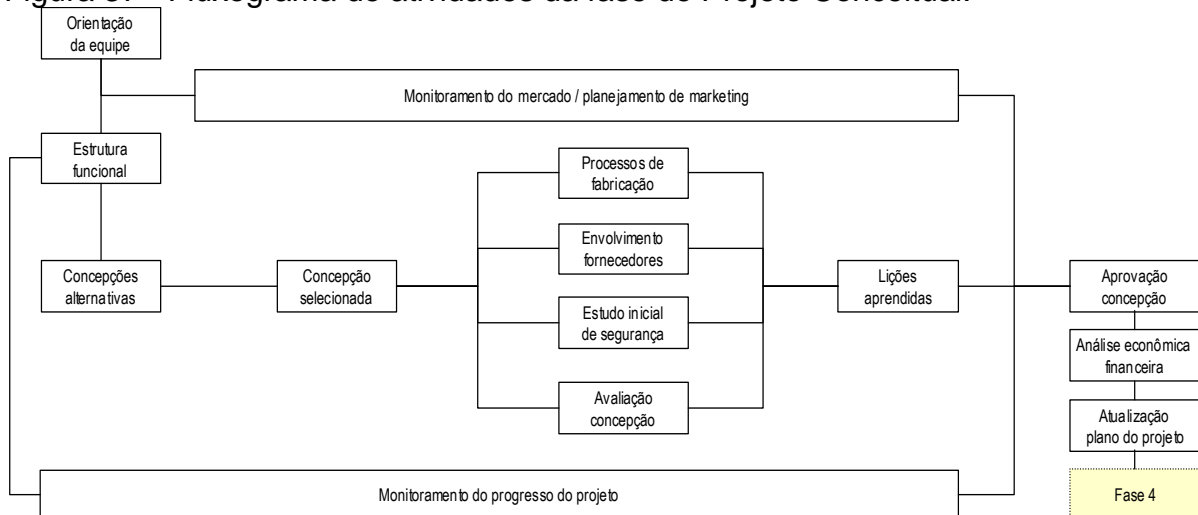 Orientação
da equipe
Monitoramento do mercado / planejamento de marketing
Estrutura
funcional
Processos de
fabricação
Envolvimento
fornecedores
Concepções
alternativas
Concepção
selecionada
Lições
aprendidas
Aprovação
concepção
Estudo inicial
de segurança
Análise econômica
financeira
Avaliação
concepção
Atualização
plano do projeto
Monitoramento do progresso do projeto
Fase 4